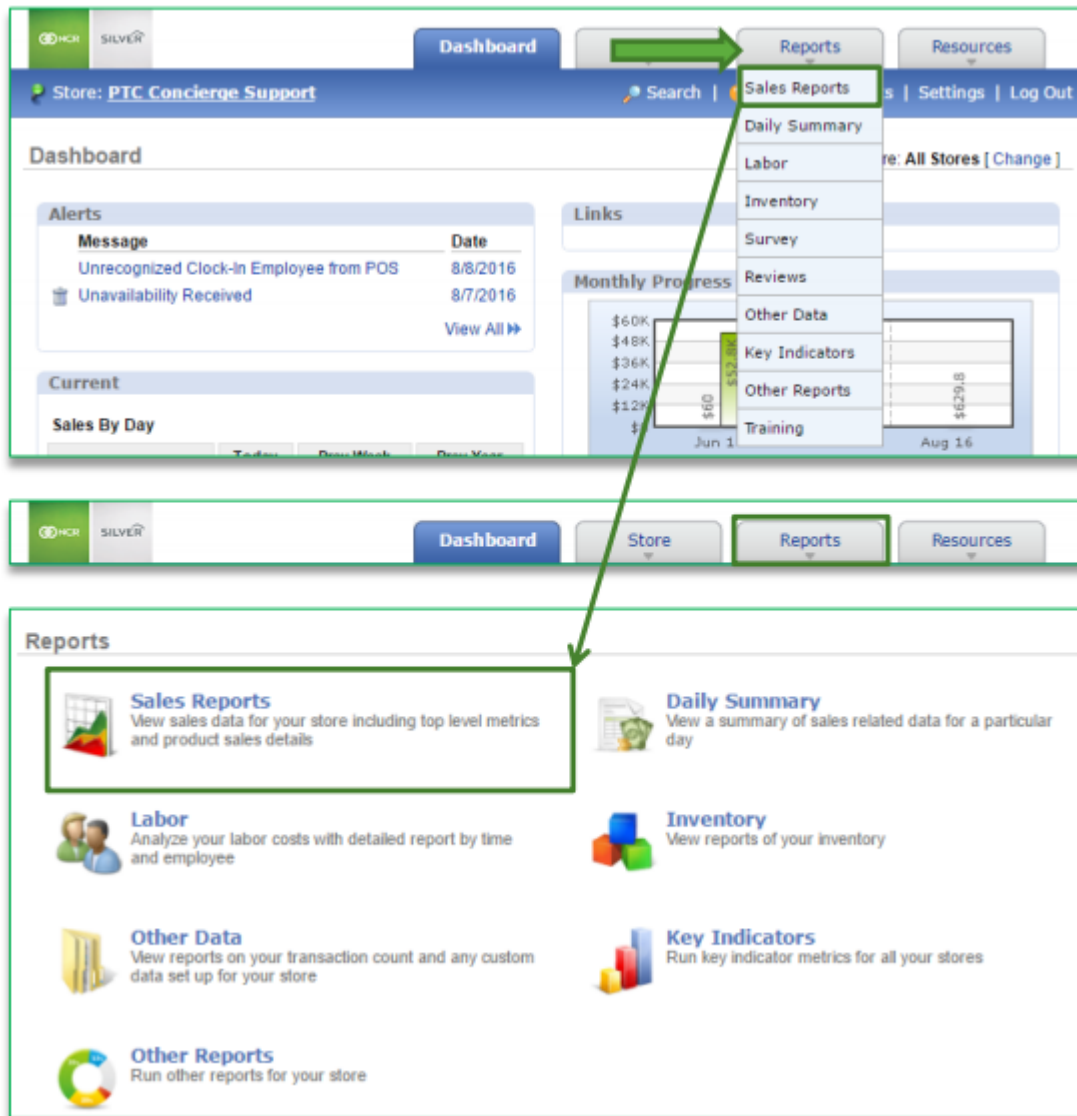 NCR SILVER
Dashboard Reports Resources
Store: PTC Concierge Support Search | s | Settings | Log Out
Sales Reports
Daily Summary
Labor
Inventory
Survey
Reviews
Other Data
Key Indicators
Other Reports
Training
Dashboard re: All Stores [ Change ]
Alerts
Message Date
Unrecognized Clock-In Employee from POS 8/8/2016
Unavailability Received 8/7/2016
View All
Current
Sales By Day
Today Prev Week Prev Year
Links
Monthly Progress
$60K
$48K
$36K
$24K
$12K
$60 $52.8K $629.8
Jun 1 Aug 16
NCR SILVER
Dashboard Store Reports Resources
Reports
Sales Reports
View sales data for your store including top level metrics
and product sales details
Daily Summary
View a summary of sales related data for a particular
day
Labor
Analyze your labor costs with detailed report by time
and employee
Inventory
View reports of your inventory
Other Data
View reports on your transaction count and any custom
data set up for your store
Key Indicators
Run key indicator metrics for all your stores
Other Reports
Run other reports for your store